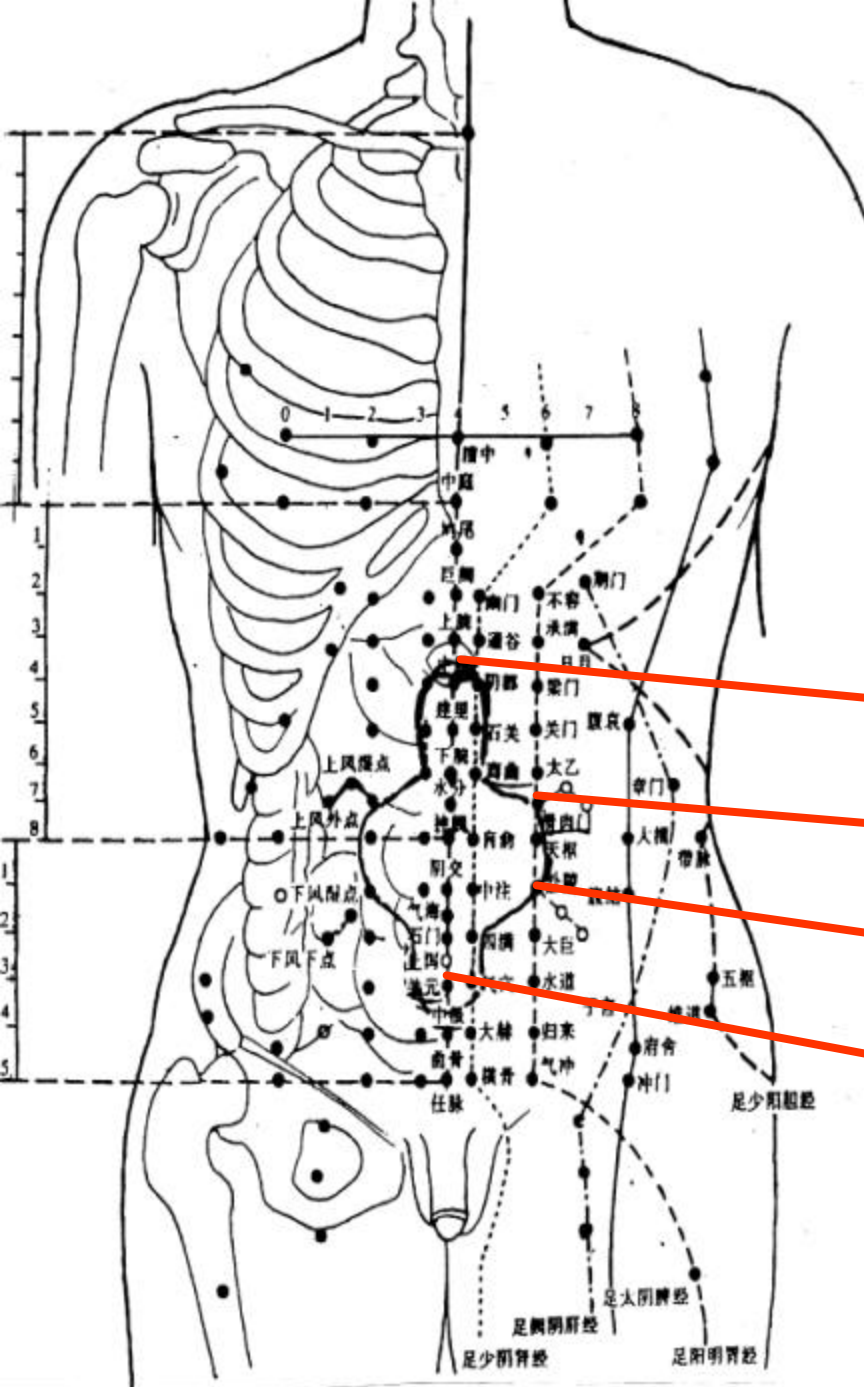 0 1 2 3 4 5 6 7 8
膻中
中庭
鸠尾
1
巨阙
期门
2
幽门
不容
上脘
承满
3
通谷
日月
4
阴都
梁门
建里
5
石关
关门
腹哀
下脘
6
商曲
太乙
上风湿点
水分
章门
7
上风外点
滑肉门
神阙
8
肓俞
天枢
大横
带脉
阴交
外陵
1
下风湿点
中注
腹结
气海
2
石门
四满
大巨
下风下点
上泻
3
关元
水道
五枢
子宫
维道
中极
4
大赫
归来
府舍
曲骨
气冲
5
横骨
冲门
任脉
足少阳胆经
足太阴脾经
足厥阴肝经
足少阴肾经
足阳明胃经